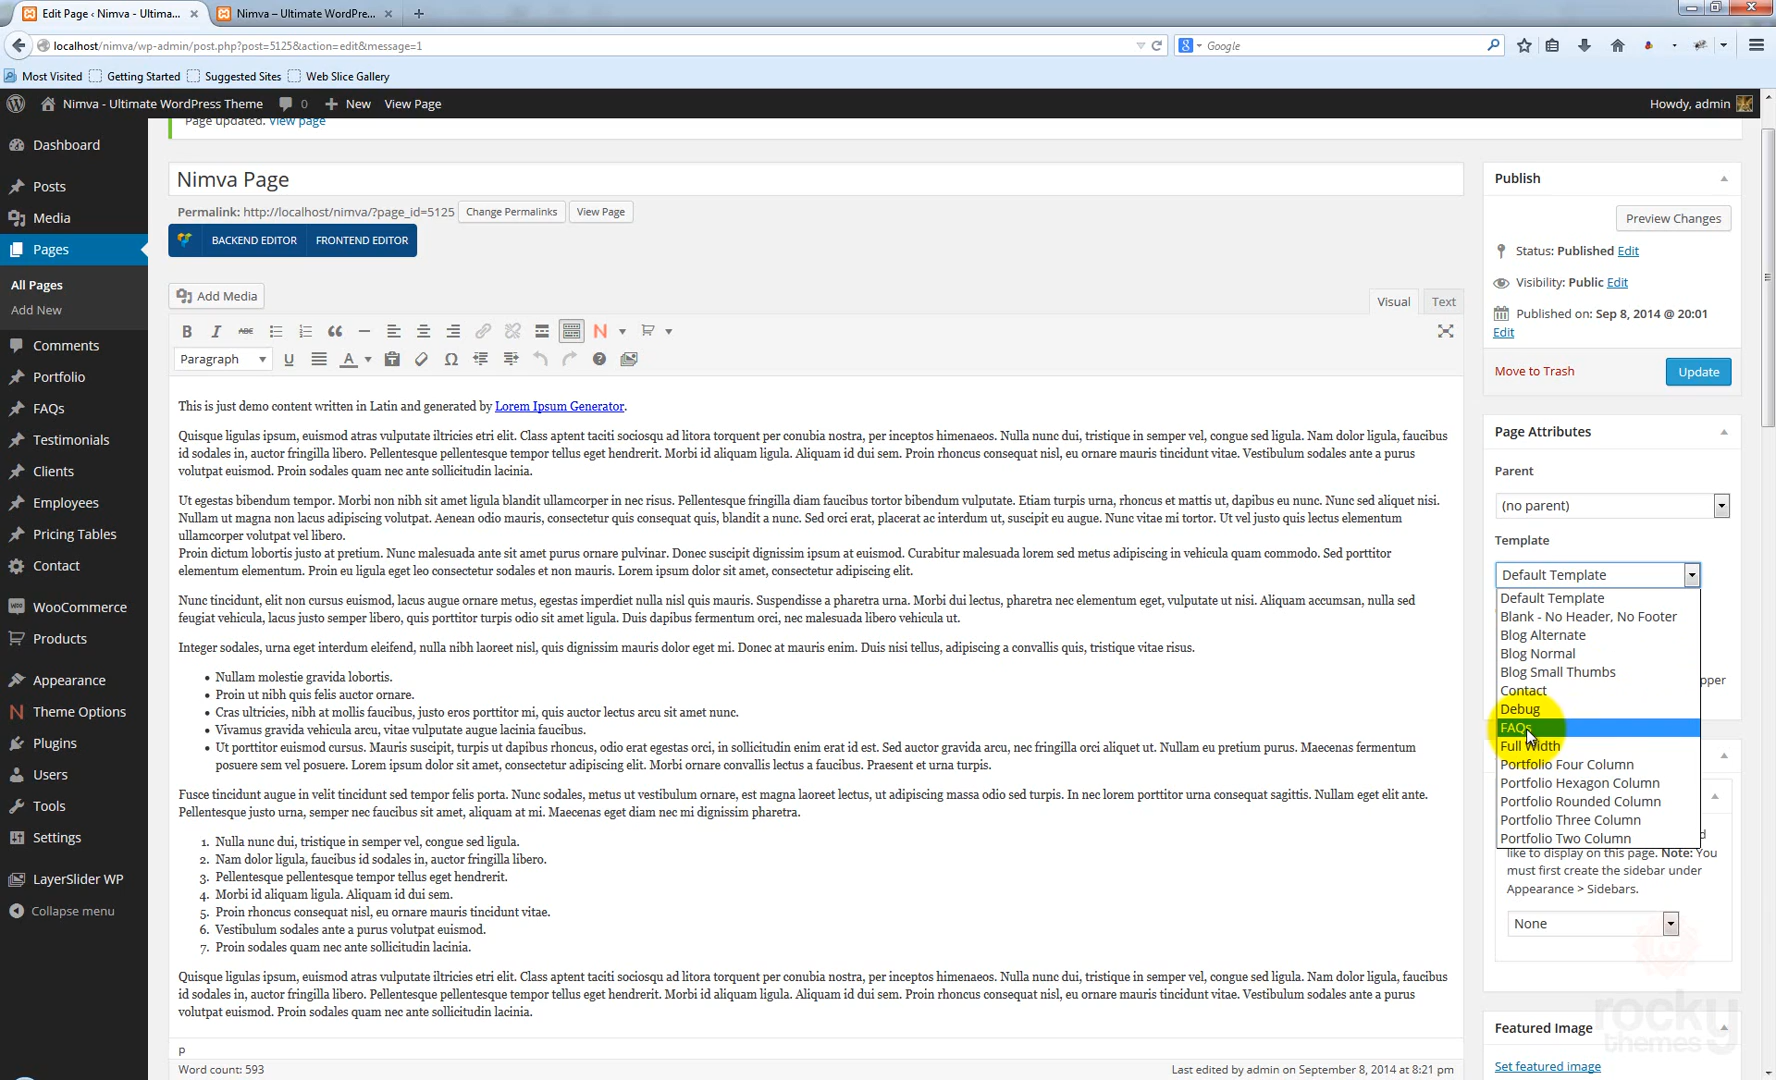 Edit Page ‹ Nimva - Ultima...
Nimva – Ultimate WordPre...
localhost/nimva/wp-admin/post.php?post=5125&action=edit&message=1
Google
Most Visited
Getting Started
Suggested Sites
Web Slice Gallery
Nimva - Ultimate WordPress Theme
0
New
View Page
Howdy, admin
Dashboard
Posts
Media
Pages
All Pages
Add New
Comments
Portfolio
FAQs
Testimonials
Clients
Employees
Pricing Tables
Contact
WooCommerce
Products
Appearance
Theme Options
Plugins
Users
Tools
Settings
LayerSlider WP
Collapse menu
Page updated. View page
Nimva Page
Permalink: http://localhost/nimva/?page_id=5125
Change Permalinks
View Page
BACKEND EDITOR
FRONTEND EDITOR
Add Media
Visual
Text
B I ABC
N
Paragraph
U
A
This is just demo content written in Latin and generated by Lorem Ipsum Generator.
Quisque ligulas ipsum, euismod atras vulputate iltricies etri elit. Class aptent taciti sociosqu ad litora torquent per conubia nostra, per inceptos himenaeos. Nulla nunc dui, tristique in semper vel, congue sed ligula. Nam dolor ligula, faucibus
id sodales in, auctor fringilla libero. Pellentesque pellentesque tempor tellus eget hendrerit. Morbi id aliquam ligula. Aliquam id dui sem. Proin rhoncus consequat nisl, eu ornare mauris tincidunt vitae. Vestibulum sodales ante a purus
volutpat euismod. Proin sodales quam nec ante sollicitudin lacinia.
Ut egestas bibendum tempor. Morbi non nibh sit amet ligula blandit ullamcorper in nec risus. Pellentesque fringilla diam faucibus tortor bibendum vulputate. Etiam turpis urna, rhoncus et mattis ut, dapibus eu nunc. Nunc sed aliquet nisi.
Nullam ut magna non lacus adipiscing volutpat. Aenean odio mauris, consectetur quis consequat quis, blandit a nunc. Sed orci erat, placerat ac interdum ut, suscipit eu augue. Nunc vitae mi tortor. Ut vel justo quis lectus elementum
ullamcorper volutpat vel libero.
Proin dictum lobortis justo at pretium. Nunc malesuada ante sit amet purus ornare pulvinar. Donec suscipit dignissim ipsum at euismod. Curabitur malesuada lorem sed metus adipiscing in vehicula quam commodo. Sed porttitor
elementum elementum. Proin eu ligula eget leo consectetur sodales et non mauris. Lorem ipsum dolor sit amet, consectetur adipiscing elit.
Nunc tincidunt, elit non cursus euismod, lacus augue ornare metus, egestas imperdiet nulla nisl quis mauris. Suspendisse a pharetra urna. Morbi dui lectus, pharetra nec elementum eget, vulputate ut nisi. Aliquam accumsan, nulla sed
feugiat vehicula, lacus justo semper libero, quis porttitor turpis odio sit amet ligula. Duis dapibus fermentum orci, nec malesuada libero vehicula ut.
Integer sodales, urna eget interdum eleifend, nulla nibh laoreet nisl, quis dignissim mauris dolor eget mi. Donec at mauris enim. Duis nisi tellus, adipiscing a convallis quis, tristique vitae risus.
Nullam molestie gravida lobortis.
Proin ut nibh quis felis auctor ornare.
Cras ultricies, nibh at mollis faucibus, justo eros porttitor mi, quis auctor lectus arcu sit amet nunc.
Vivamus gravida vehicula arcu, vitae vulputate augue lacinia faucibus.
Ut porttitor euismod cursus. Mauris suscipit, turpis ut dapibus rhoncus, odio erat egestas orci, in sollicitudin enim erat id est. Sed auctor gravida arcu, nec fringilla orci aliquet ut. Nullam eu pretium purus. Maecenas fermentum
posuere sem vel posuere. Lorem ipsum dolor sit amet, consectetur adipiscing elit. Morbi ornare convallis lectus a faucibus. Praesent et urna turpis.
Fusce tincidunt augue in velit tincidunt sed tempor felis porta. Nunc sodales, metus ut vestibulum ornare, est magna laoreet lectus, ut adipiscing massa odio sed turpis. In nec lorem porttitor urna consequat sagittis. Nullam eget elit ante.
Pellentesque justo urna, semper nec faucibus sit amet, aliquam at mi. Maecenas eget diam nec mi dignissim pharetra.
1. Nulla nunc dui, tristique in semper vel, congue sed ligula.
2. Nam dolor ligula, faucibus id sodales in, auctor fringilla libero.
3. Pellentesque pellentesque tempor tellus eget hendrerit.
4. Morbi id aliquam ligula. Aliquam id dui sem.
5. Proin rhoncus consequat nisl, eu ornare mauris tincidunt vitae.
6. Vestibulum sodales ante a purus volutpat euismod.
7. Proin sodales quam nec ante sollicitudin lacinia.
Quisque ligulas ipsum, euismod atras vulputate iltricies etri elit. Class aptent taciti sociosqu ad litora torquent per conubia nostra, per inceptos himenaeos. Nulla nunc dui, tristique in semper vel, congue sed ligula. Nam dolor ligula, faucibus
id sodales in, auctor fringilla libero. Pellentesque pellentesque tempor tellus eget hendrerit. Morbi id aliquam ligula. Aliquam id dui sem. Proin rhoncus consequat nisl, eu ornare mauris tincidunt vitae. Vestibulum sodales ante a purus
volutpat euismod. Proin sodales quam nec ante sollicitudin lacinia.
p
Word count: 593
Last edited by admin on September 8, 2014 at 8:21 pm
Publish
Preview Changes
Status: Published Edit
Visibility: Public Edit
Published on: Sep 8, 2014 @ 20:01
Edit
Move to Trash
Update
Page Attributes
Parent
(no parent)
Template
Default Template
Default Template
Blank - No Header, No Footer
Blog Alternate
Blog Normal
Blog Small Thumbs
Contact
pper
Debug
FAQs
Full Width
Portfolio Four Column
Portfolio Hexagon Column
Portfolio Rounded Column
Portfolio Three Column
Portfolio Two Column
d
like to display on this page. Note: You
must first create the sidebar under
Appearance > Sidebars.
None
rocky
themes
Featured Image
Set featured image